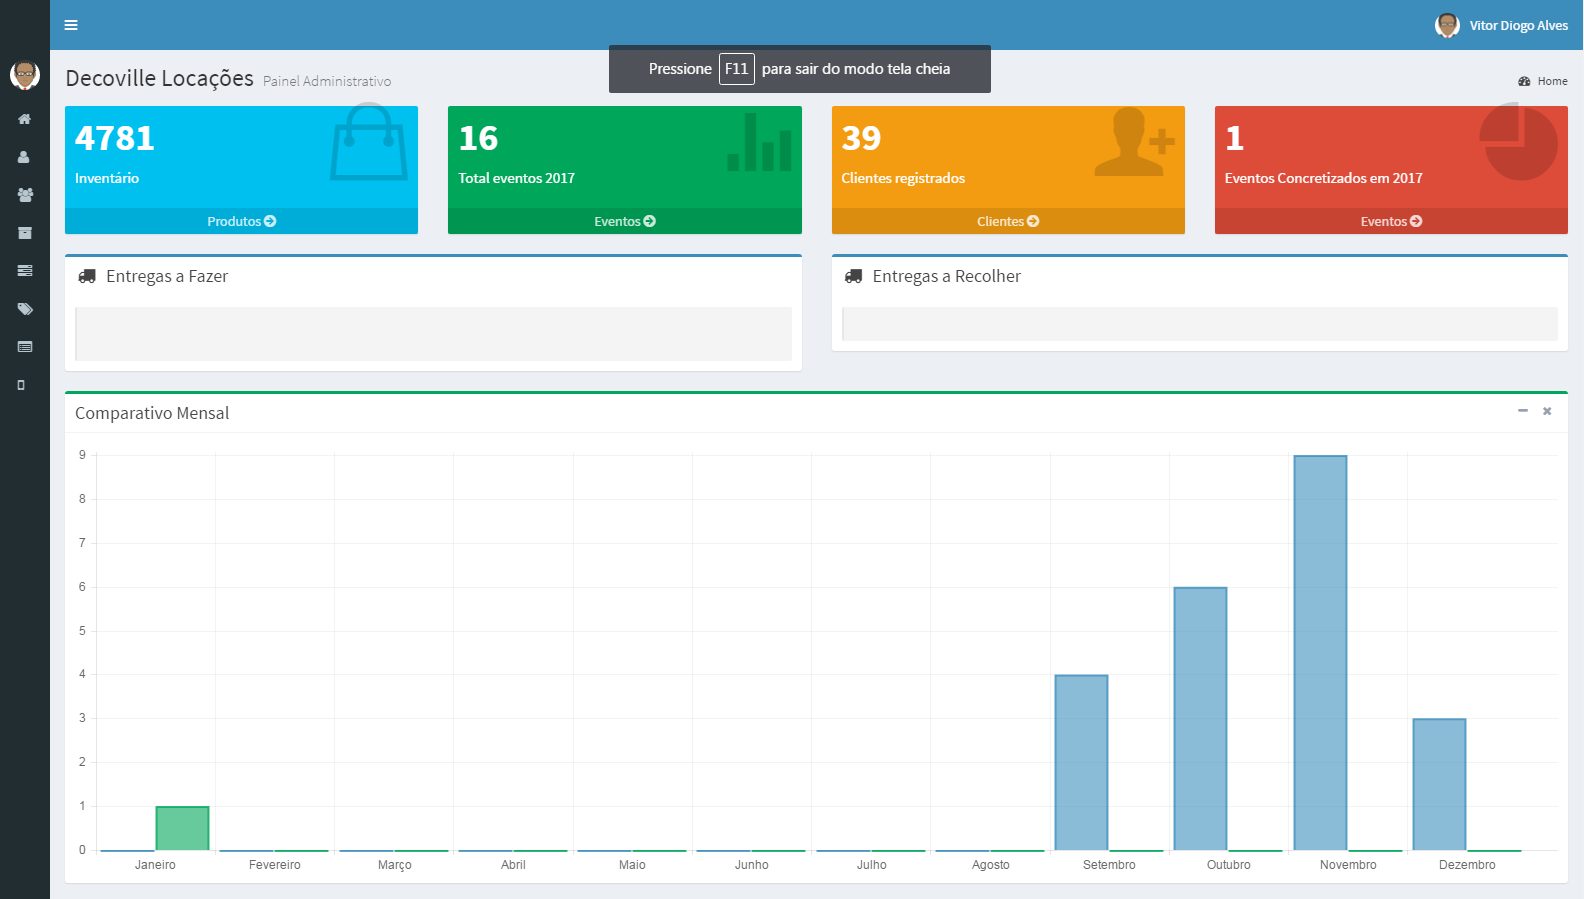 Vitor Diogo Alves
Pressione F11 para sair do modo tela cheia
Decoville Locações Painel Administrativo
Home
4781
Inventário
Produtos
16
Total eventos 2017
Eventos
39
Clientes registrados
Clientes
1
Eventos Concretizados em 2017
Eventos
Entregas a Fazer
Entregas a Recolher
Comparativo Mensal
9
8
7
6
5
4
3
2
1
0
Janeiro Fevereiro Março Abril Maio Junho Julho Agosto Setembro Outubro Novembro Dezembro